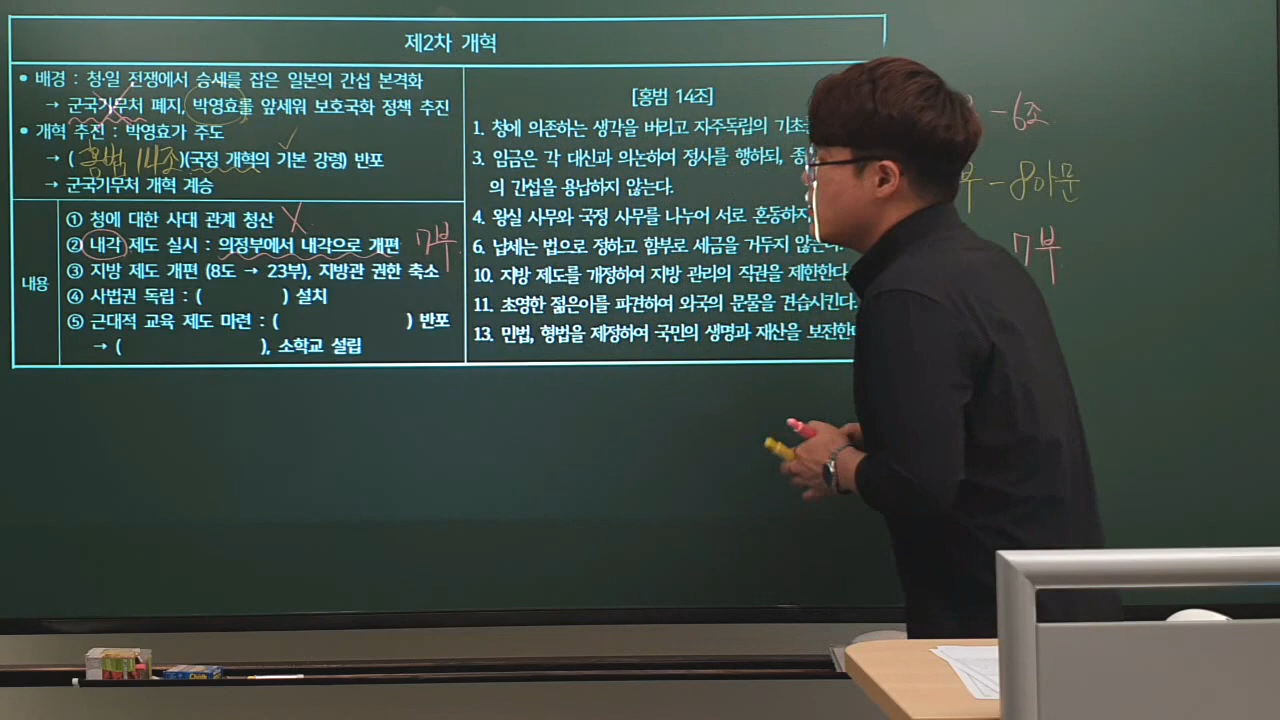 제2차 개혁
• 배경 : 청·일 전쟁에서 승세를 잡은 일본의 간섭 본격화
→ 군국기무처 폐지, 박영효를 앞세워 보호국화 정책 추진
• 개혁 추진 : 박영효가 주도
→ (홍범 14조)(국정 개혁의 기본 강령) 반포
→ 군국기무처 개혁 계승
내용
① 청에 대한 사대 관계 청산
② 내각 제도 실시 : 의정부에서 내각으로 개편 7부
③ 지방 제도 개편 (8도 → 23부), 지방관 권한 축소
④ 사법권 독립 : ( ) 설치
⑤ 근대적 교육 제도 마련 : ( ) 반포
→ ( ), 소학교 설립
[홍범 14조]
1. 청에 의존하는 생각을 버리고 자주독립의 기초를
3. 임금은 각 대신과 의논하여 정사를 행하되, 종
의 간섭을 용납하지 않는다.
4. 왕실 사무와 국정 사무를 나누어 서로 혼동하지
6. 납세는 법으로 정하고 함부로 세금을 거두지 않는다.
10. 지방 제도를 개정하여 지방 관리의 직권을 제한한다.
11. 초영한 젊은이를 파견하여 외국의 문물을 견습시킨다.
13. 민법, 형법을 제정하여 국민의 생명과 재산을 보전한다
- 6조
부 - 8아문
7부